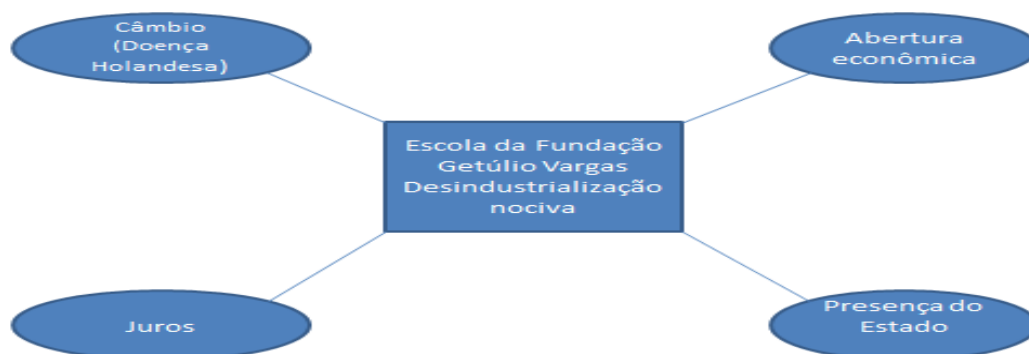 Câmbio
(Doença
Holandesa)
Abertura
econômica
Escola da Fundação
Getúlio Vargas
Desindustrialização
nociva
Juros
Presença do
Estado